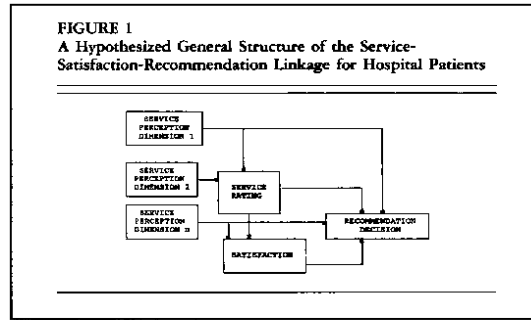 FIGURE 1
A Hypothesized General Structure of the Service-
Satisfaction-Recommendation Linkage for Hospital Patients
SERVICE
PERCEPTION
DIMENSION 1
SERVICE
PERCEPTION
DIMENSION 2
SERVICE
RATING
SERVICE
PERCEPTION
DIMENSION n
RECOMMENDATION
DECISION
SATISFACTION